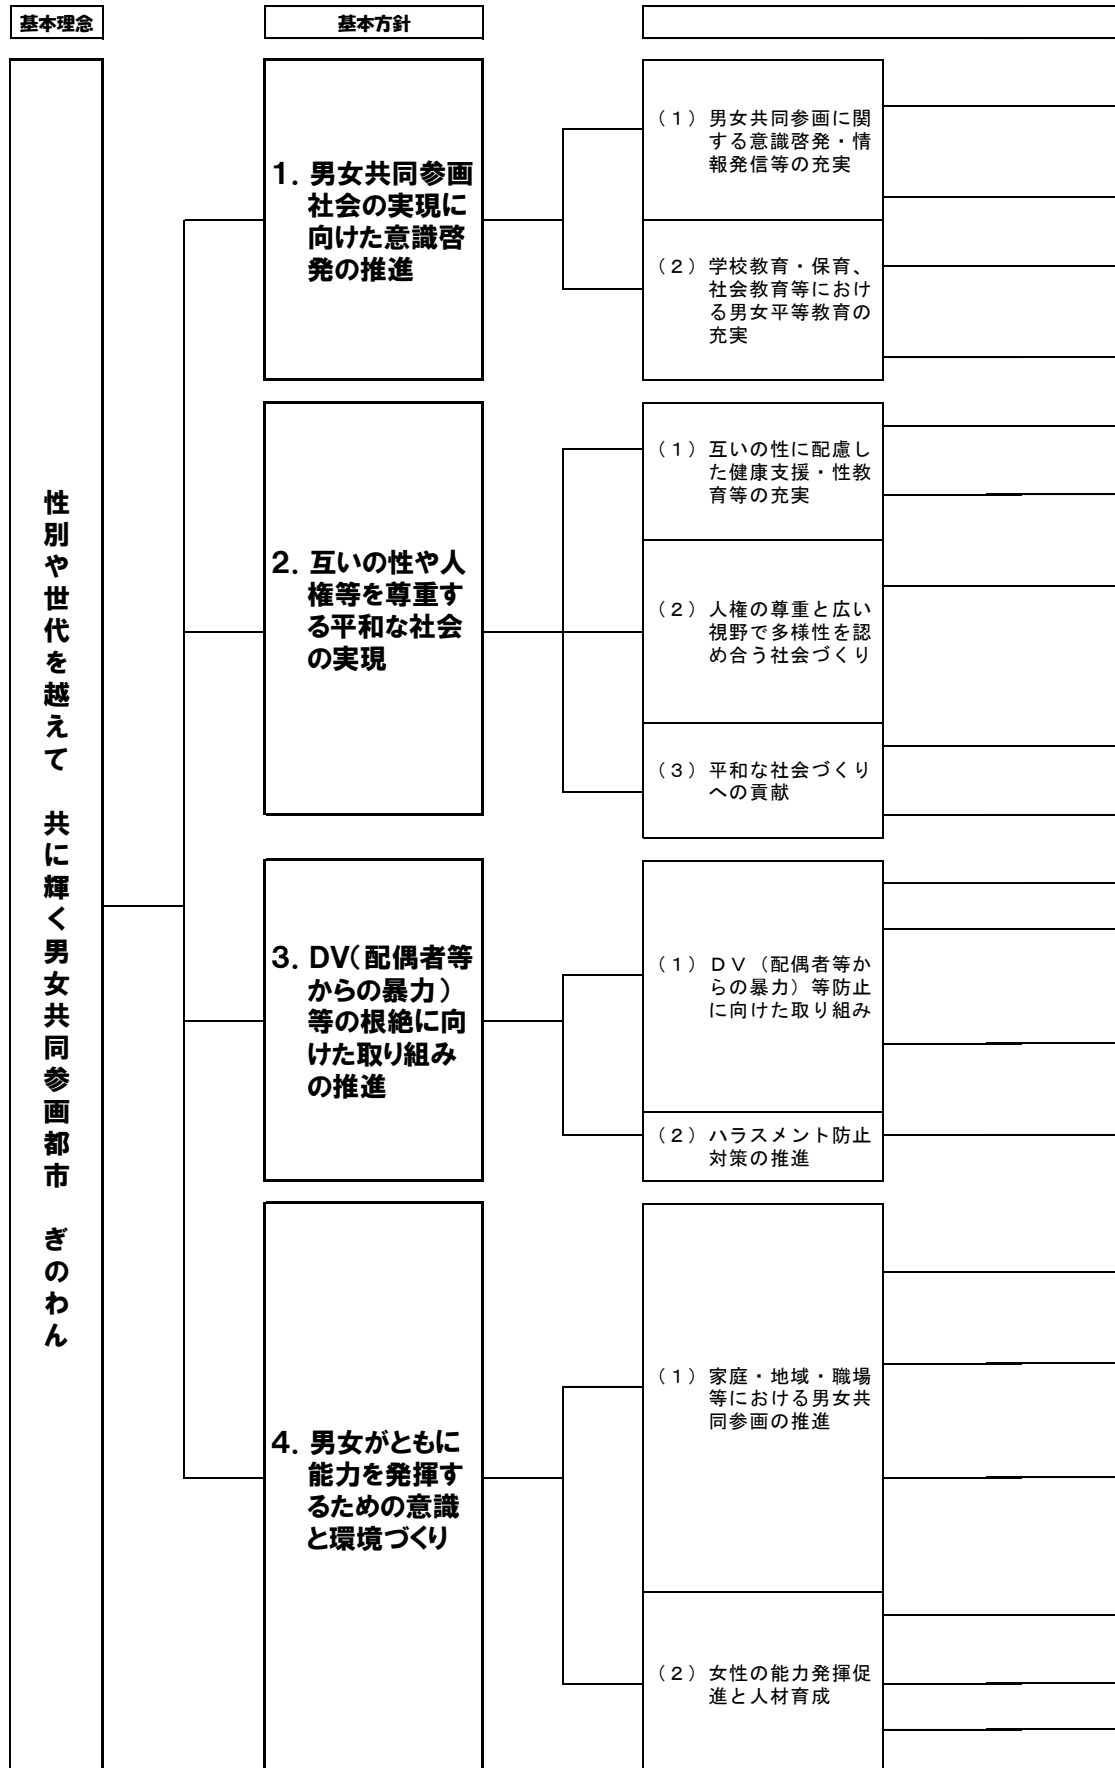 基本理念
基本方針
性別や世代を越えて　共に輝く男女共同参画都市　ぎのわん
1．男女共同参画
社会の実現に
向けた意識啓
発の推進
（1）男女共同参画に関
する意識啓発・情
報発信等の充実
（2）学校教育・保育、
社会教育等におけ
る男女平等教育の
充実
2．互いの性や人
権等を尊重す
る平和な社会
の実現
（1）互いの性に配慮し
た健康支援・性教
育等の充実
（2）人権の尊重と広い
視野で多様性を認
め合う社会づくり
（3）平和な社会づくり
への貢献
3．DV（配偶者等
からの暴力）
等の根絶に向
けた取り組み
の推進
（1）ＤＶ（配偶者等か
らの暴力）等防止
に向けた取り組み
（2）ハラスメント防止
対策の推進
4．男女がともに
能力を発揮す
るための意識
と環境づくり
（1）家庭・地域・職場
等における男女共
同参画の推進
（2）女性の能力発揮促
進と人材育成